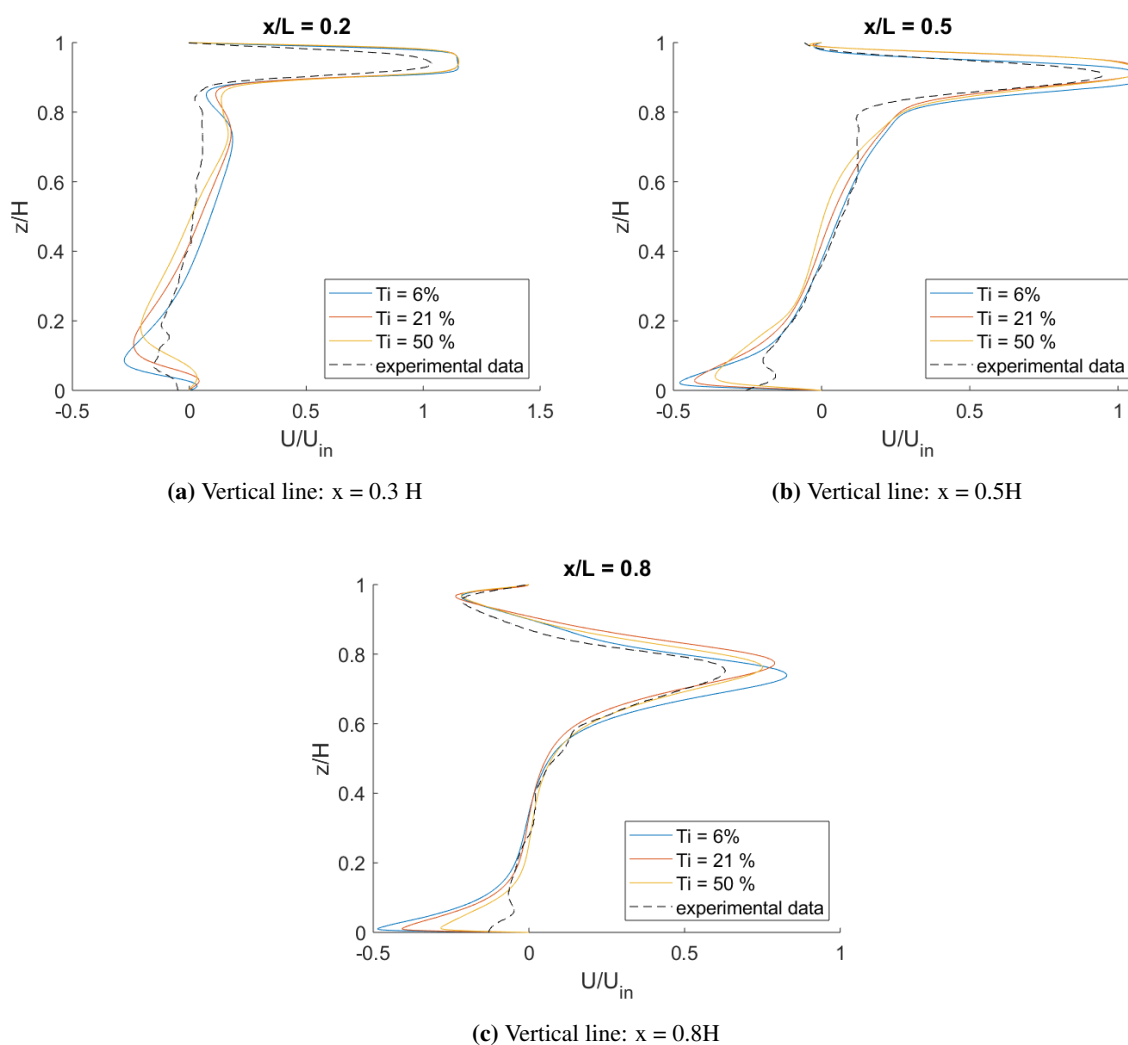 x/L = 0.2
1
0.8
0.6
0.4
0.2
0
z/H
Ti = 6%
Ti = 21 %
Ti = 50 %
experimental data
-0.5 0 0.5 1 1.5
U/U_in
(a) Vertical line: x = 0.3 H
x/L = 0.5
1
0.8
0.6
0.4
0.2
0
z/H
Ti = 6%
Ti = 21 %
Ti = 50 %
experimental data
-0.5 0 0.5 1
U/U_in
(b) Vertical line: x = 0.5H
x/L = 0.8
1
0.8
0.6
0.4
0.2
0
z/H
Ti = 6%
Ti = 21 %
Ti = 50 %
experimental data
-0.5 0 0.5 1
U/U_in
(c) Vertical line: x = 0.8H